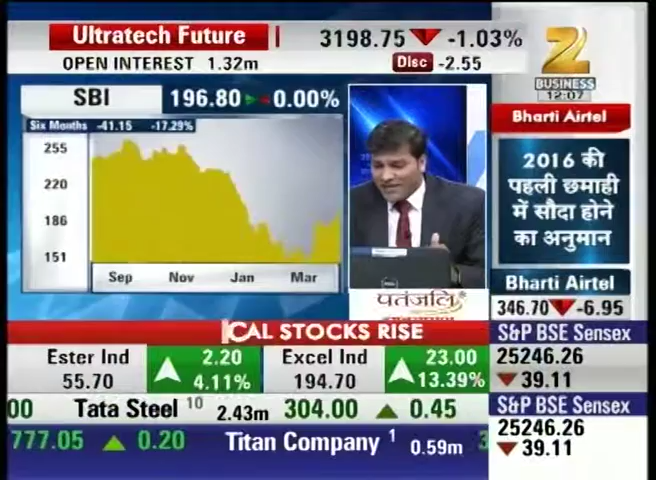 Ultratech Future
3198.75 -1.03%
OPEN INTEREST 1.32m
Disc -2.55
Z
BUSINESS
12:07
SBI
196.80 0.00%
Six Months -41.15 -17.29%
255
220
186
151
Sep Nov Jan Mar
Bharti Airtel
2016 की
पहली छमाही
में सौदा होने
का अनुमान
Bharti Airtel
346.70 -6.95
पतंजलि
CAL STOCKS RISE
Ester Ind 2.20
55.70 4.11%
Excel Ind 23.00
194.70 13.39%
S&P BSE Sensex
25246.26
39.11
00 Tata Steel 10 2.43m 304.00 0.45
S&P BSE Sensex
25246.26
39.11
777.05 0.20 Titan Company 1 0.59m 3